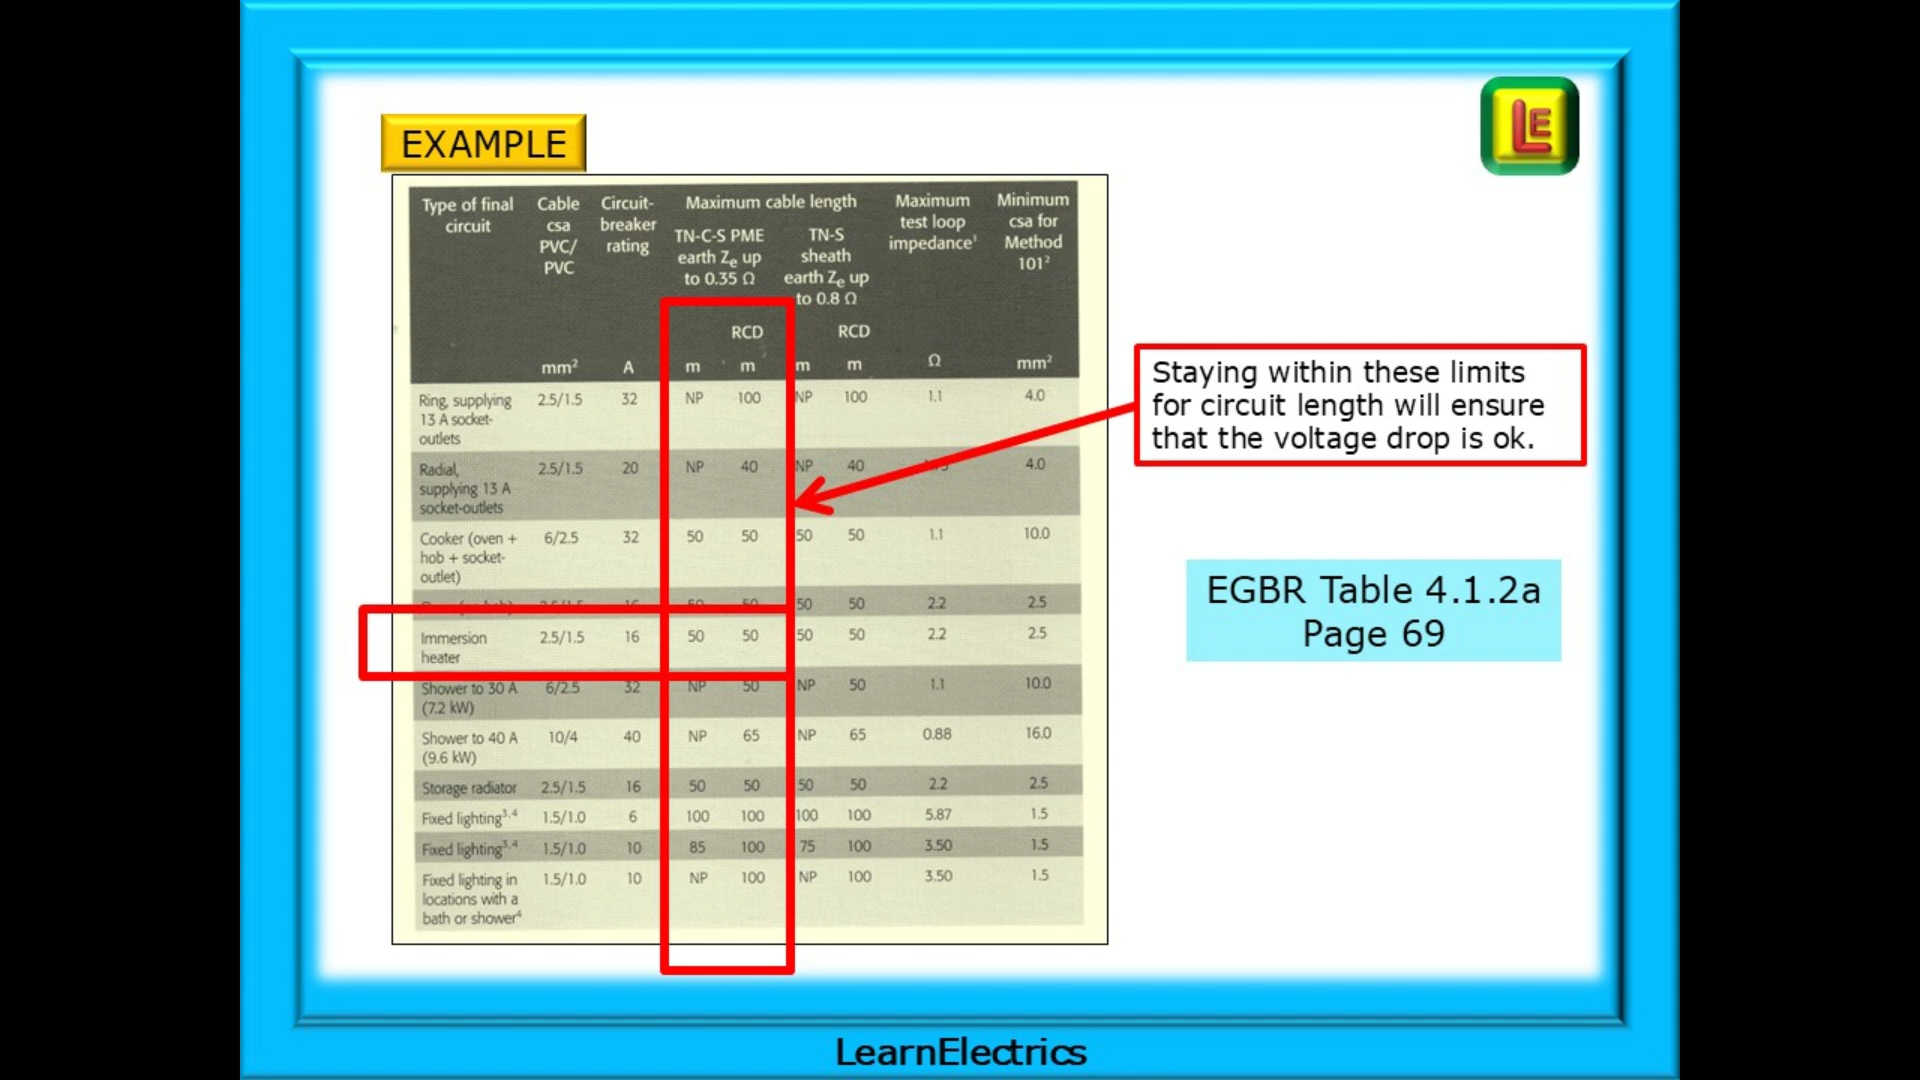 EXAMPLE
LE
Type of final circuit | Cable csa PVC/ PVC | Circuit-breaker rating | Maximum cable length | Maximum test loop impedance¹ | Minimum csa for Method 101²
TN-C-S PME earth Ze up to 0.35 Ω | TN-S sheath earth Ze up to 0.8 Ω
RCD | RCD
mm² | A | m | m | m | m | Ω | mm²
Ring, supplying 13 A socket-outlets | 2.5/1.5 | 32 | NP | 100 | NP | 100 | 1.1 | 4.0
Radial, supplying 13 A socket-outlets | 2.5/1.5 | 20 | NP | 40 | NP | 40 | 4.0
Cooker (oven + hob + socket-outlet) | 6/2.5 | 32 | 50 | 50 | 50 | 50 | 1.1 | 10.0
50 | 50 | 2.2 | 2.5
Immersion heater | 2.5/1.5 | 16 | 50 | 50 | 50 | 50 | 2.2 | 2.5
Shower to 30 A (7.2 kW) | 6/2.5 | 32 | NP | 50 | NP | 50 | 1.1 | 10.0
Shower to 40 A (9.6 kW) | 10/4 | 40 | NP | 65 | NP | 65 | 0.88 | 16.0
Storage radiator | 2.5/1.5 | 16 | 50 | 50 | 50 | 50 | 2.2 | 2.5
Fixed lighting³·⁴ | 1.5/1.0 | 6 | 100 | 100 | 100 | 100 | 5.87 | 1.5
Fixed lighting³·⁴ | 1.5/1.0 | 10 | 85 | 100 | 75 | 100 | 3.50 | 1.5
Fixed lighting in locations with a bath or shower⁴ | 1.5/1.0 | 10 | NP | 100 | NP | 100 | 3.50 | 1.5
Staying within these limits
for circuit length will ensure
that the voltage drop is ok.
EGBR Table 4.1.2a
Page 69
LearnElectrics